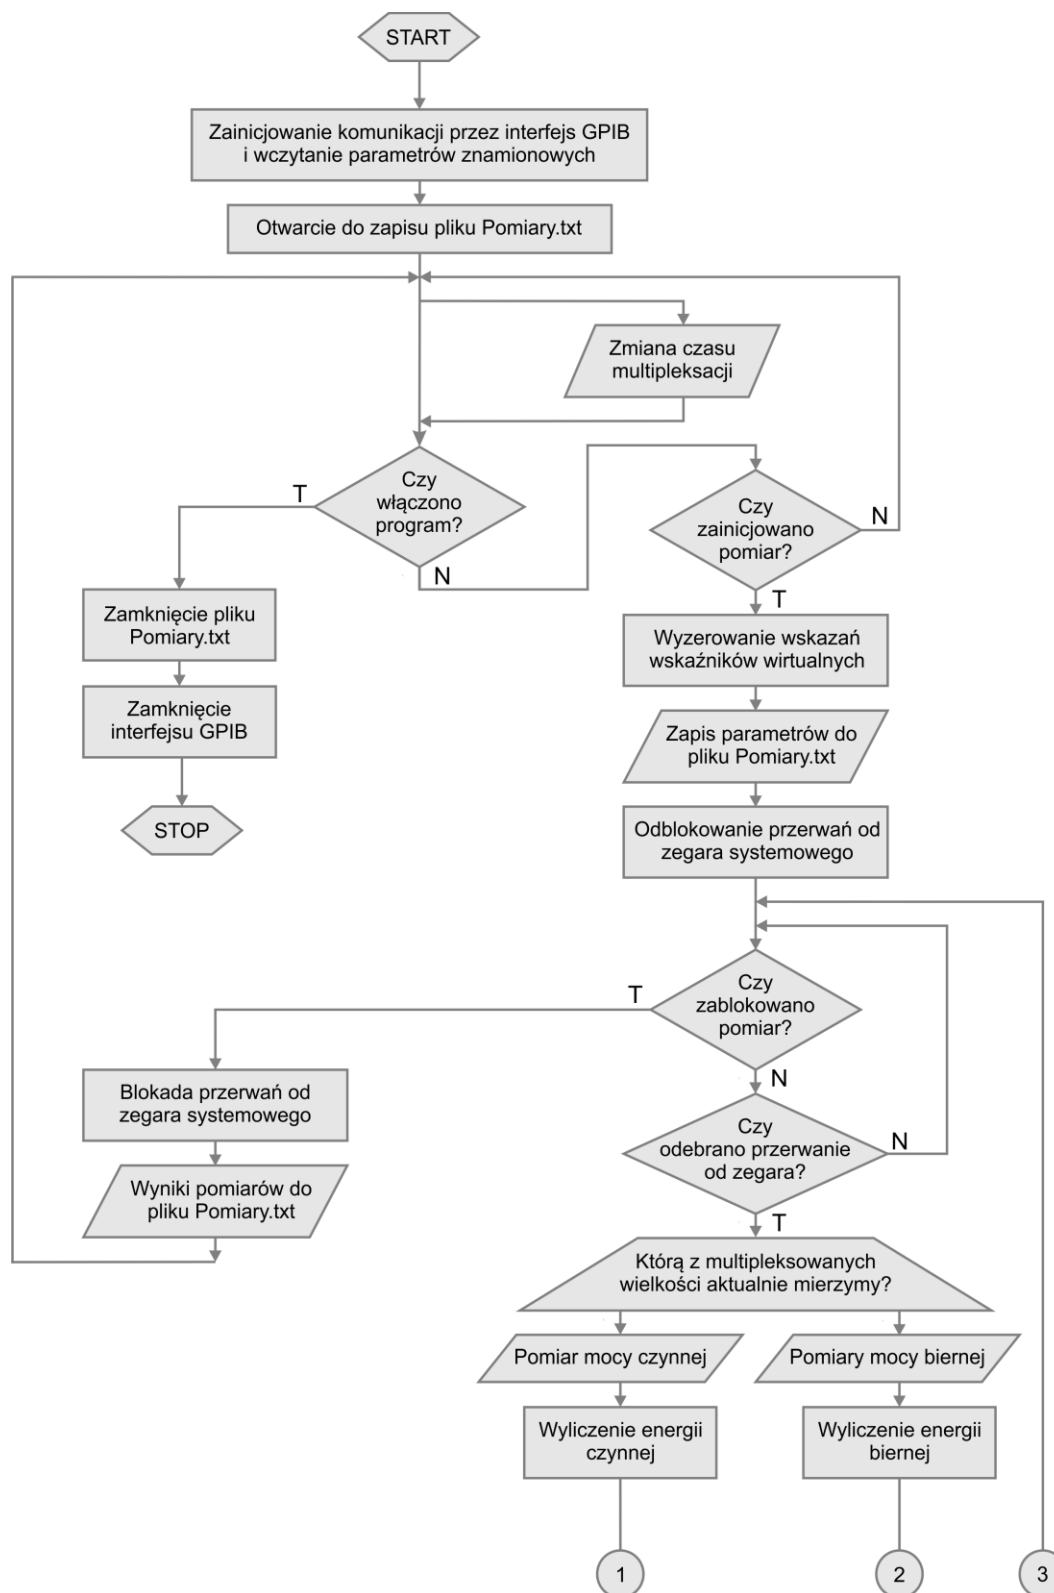 START
Zainicjowanie komunikacji przez interfejs GPIB
i wczytanie parametrów znamionowych
Otwarcie do zapisu pliku Pomiary.txt
Zmiana czasu
multipleksacji
Czy
włączono
program?
T
N
Czy
zainicjowano
pomiar?
N
T
Zamknięcie pliku
Pomiary.txt
Zamknięcie
interfejsu GPIB
STOP
Wyzerowanie wskazań
wskaźników wirtualnych
Zapis parametrów do
pliku Pomiary.txt
Odblokowanie przerwań od
zegara systemowego
Czy
zablokowano
pomiar?
T
N
Blokada przerwań od
zegara systemowego
Wyniki pomiarów do
pliku Pomiary.txt
Czy
odebrano przerwanie
od zegara?
N
T
Którą z multipleksowanych
wielkości aktualnie mierzymy?
Pomiar mocy czynnej
Pomiary mocy biernej
Wyliczenie energii
czynnej
Wyliczenie energii
biernej
1
2
3